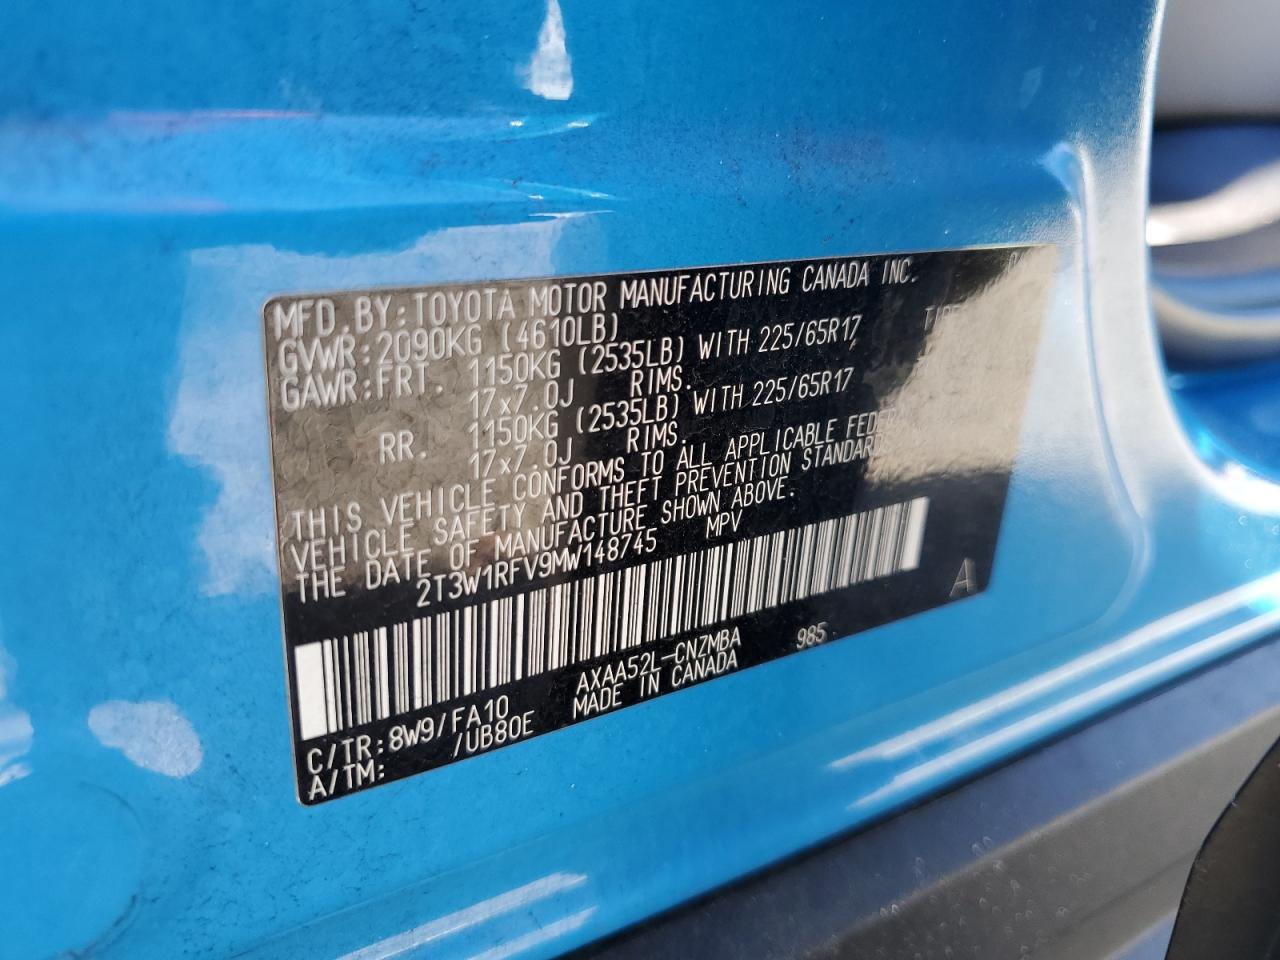 MFD.BY:TOYOTA MOTOR MANUFACTURING CANADA INC.
GVWR:2090KG (4610LB)
GAWR:FRT. 1150KG (2535LB) WITH 225/65R17
17x7.0J RIMS.
RR. 1150KG (2535LB) WITH 225/65R17
17x7.0J RIMS.
THIS VEHICLE CONFORMS TO ALL APPLICABLE
VEHICLE SAFETY AND THEFT PREVENTION
THE DATE OF MANUFACTURE SHOWN ABOVE.
2T3W1RFV9MW148745 MPV
A
C/TR:8W9/FA10 AXAA52L-CNZMBA 985
A/TM: /UB80E MADE IN CANADA